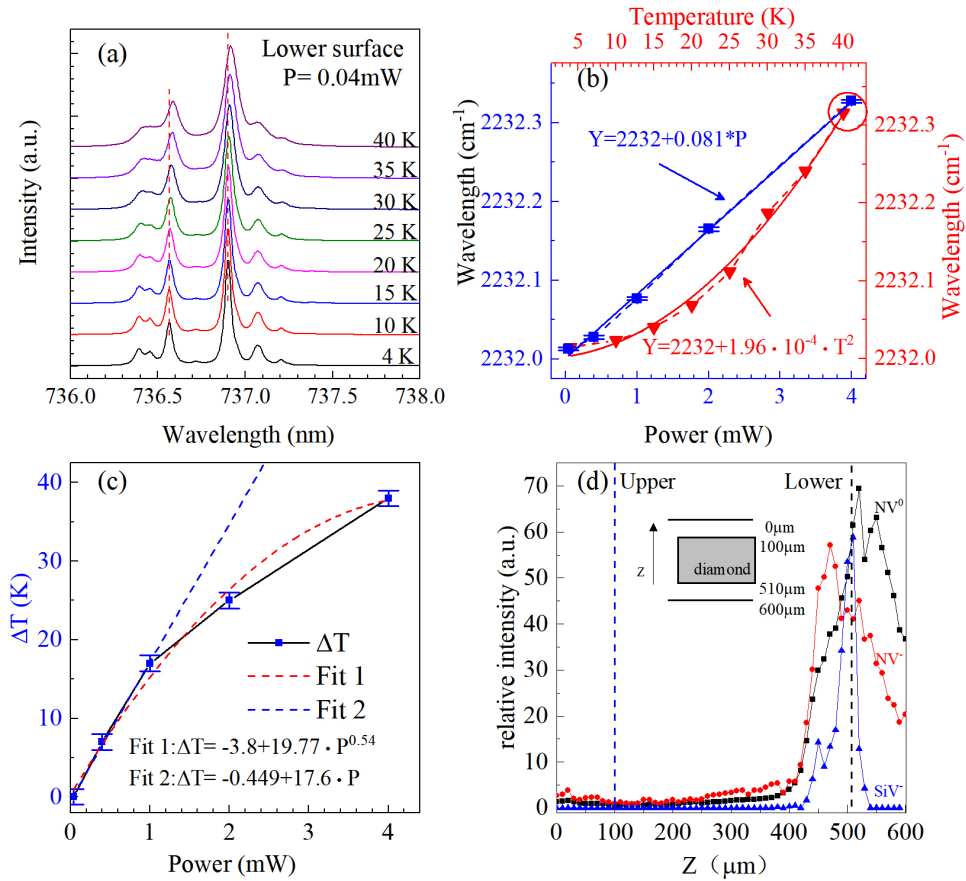 (a)
Lower surface
P= 0.04mW
40 K
35 K
30 K
25 K
20 K
15 K
10 K
4 K
Intensity (a.u.)
736.0 736.5 737.0 737.5 738.0
Wavelength (nm)
Temperature (K)
5 10 15 20 25 30 35 40
(b)
2232.3
2232.2
2232.1
2232.0
Wavelength (cm⁻¹)
Y=2232+0.081*P
Y=2232+1.96·10⁻⁴·T²
2232.3
2232.2
2232.1
2232.0
Wavelength (cm⁻¹)
0 1 2 3 4
Power (mW)
(c)
40
30
20
10
0
ΔT (K)
ΔT
Fit 1
Fit 2
Fit 1:ΔT= -3.8+19.77·P^0.54
Fit 2:ΔT= -0.449+17.6·P
0 1 2 3 4
Power (mW)
(d)
Upper
Lower
NV⁰
NV⁻
SiV⁻
70
60
50
40
30
20
10
0
relative intensity (a.u.)
z
0μm
100μm
diamond
510μm
600μm
0 100 200 300 400 500 600
Z (μm)